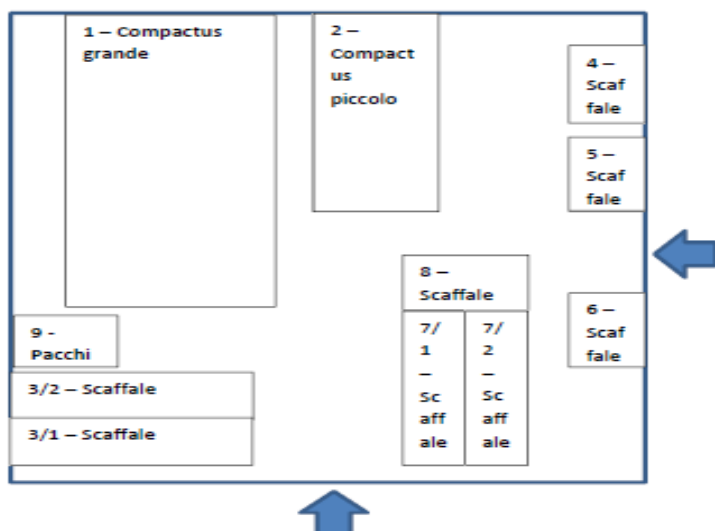 1 – Compactus
grande
2 –
Compact
us
piccolo
4 –
Scaf
fale
5 –
Scaf
fale
8 –
Scaffale
6 –
Scaf
fale
9 -
Pacchi
7/
1
–
Sc
aff
ale
7/
2
–
Sc
aff
ale
3/2 – Scaffale
3/1 – Scaffale